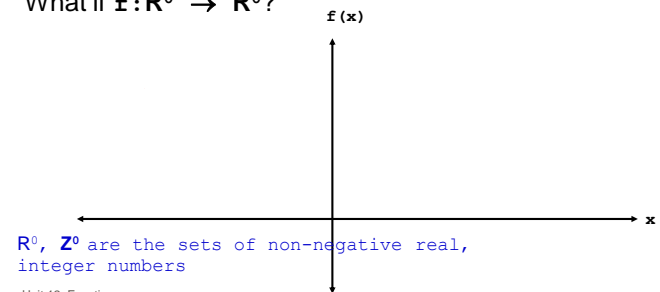 What if f:R⁰ → R⁰?
f(x)
x
R⁰, Z⁰ are the sets of non-negative real,
integer numbers